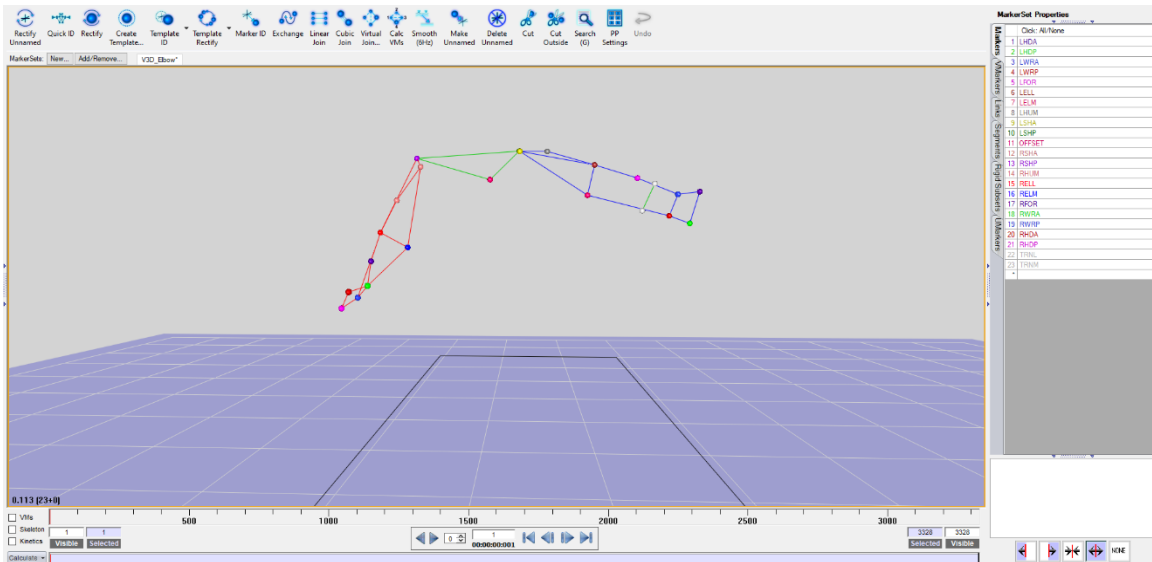 Rectify Unnamed
Quick ID
Rectify
Create Template...
Template ID
Template Rectify
Marker ID
Exchange
Linear Join
Cubic Join
Virtual Join...
Calc VMs
Smooth (6Hz)
Make Unnamed
Delete Unnamed
Cut
Cut Outside
Search (G)
PP Settings
Undo
MarkerSets: New... Add/Remove... V3D_Elbow*
MarkerSet Properties
Markers
VMarkers
Links
Segments
Rigid Subsets
UMarkers
Click: All/None
1 LHDA
2 LHDP
3 LWRA
4 LWRP
5 LFOR
6 LELL
7 LELM
8 LHUM
9 LSHA
10 LSHP
11 OFFSET
12 RSHA
13 RSHP
14 RHUM
15 RELL
16 RELM
17 RFOR
18 RWRA
19 RWRP
20 RHDA
21 RHDP
22 TRNL
23 TRNM
*
0.113 [23+0]
500 1000 1500 2000 2500 3000
VMs
Skeleton
Kinetics
1 1
Visible Selected
0
1
00:00:00:001
3328 3328
Selected Visible
NONE
Calculate